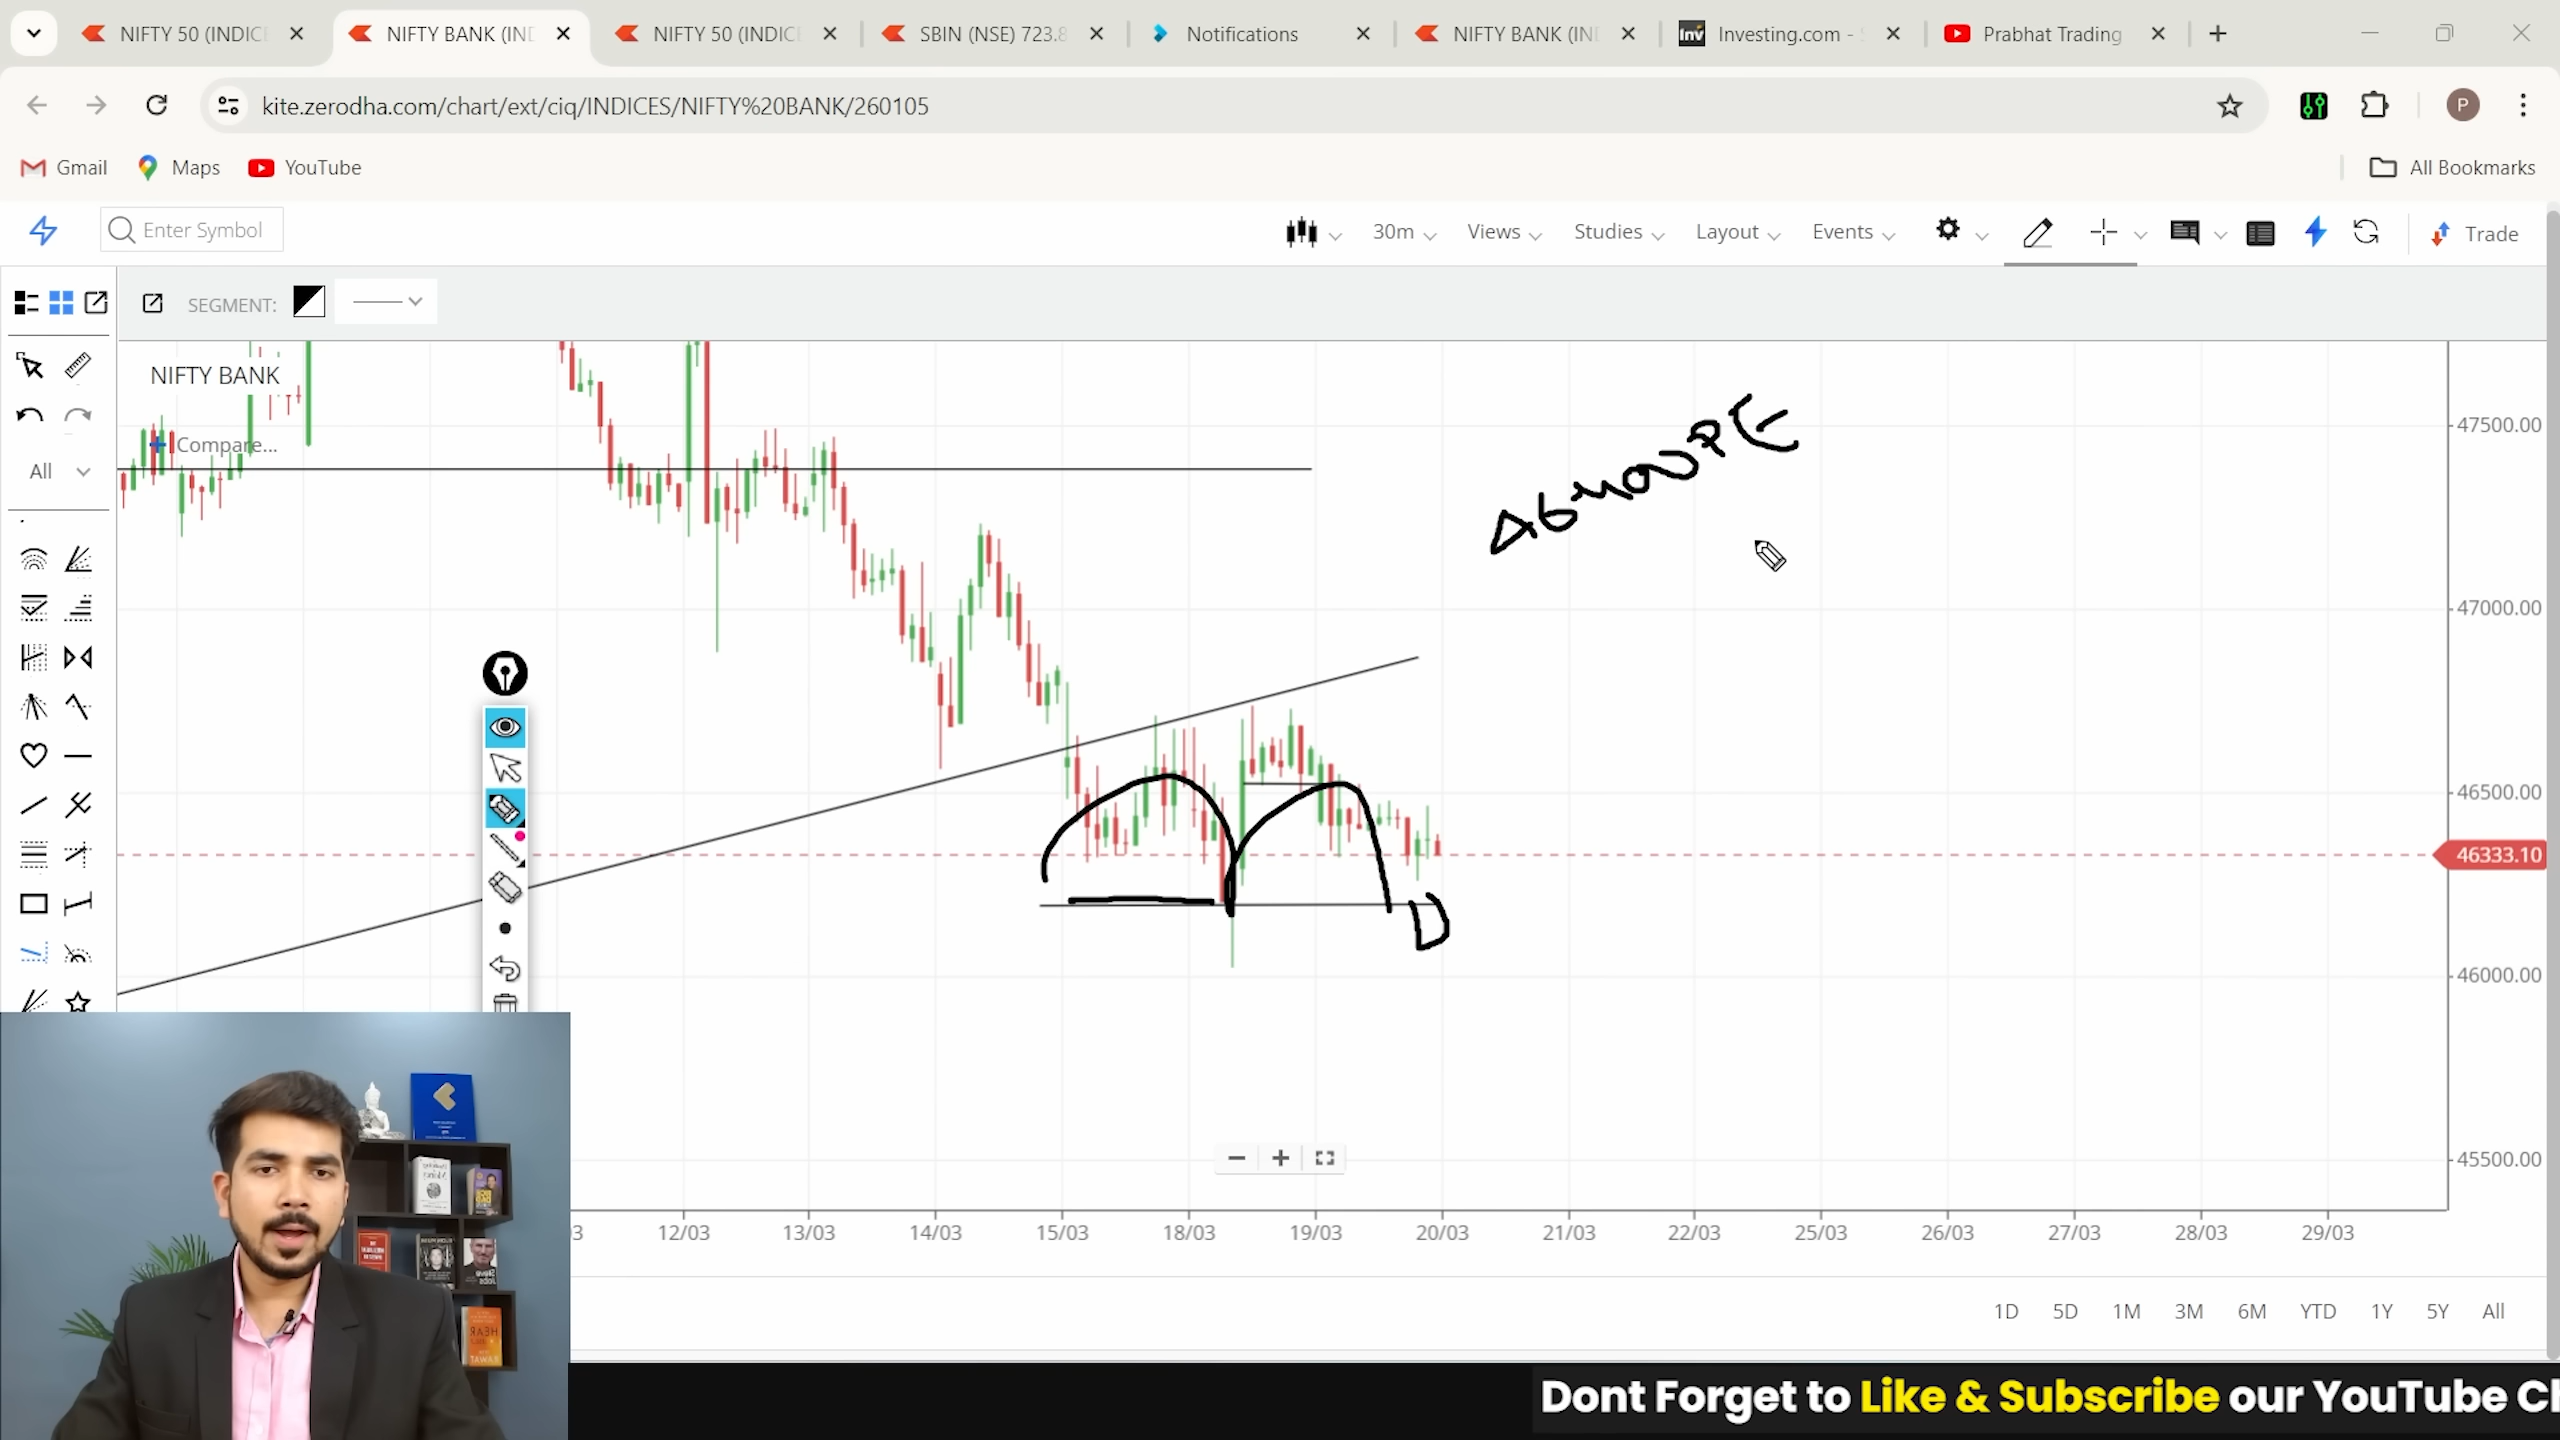 NIFTY 50 (INDIC
NIFTY BANK (IND
NIFTY 50 (INDIC
SBIN (NSE) 723.8
Notifications
NIFTY BANK (IN
Inv Investing.com -
Prabhat Trading
kite.zerodha.com/chart/ext/ciq/INDICES/NIFTY%20BANK/260105
P
Gmail
Maps
YouTube
All Bookmarks
Enter Symbol
30m
Views
Studies
Layout
Events
Trade
SEGMENT:
NIFTY BANK
Compare...
All
46400 PE
D
47500.00
47000.00
46500.00
46333.10
46000.00
45500.00
12/03
13/03
14/03
15/03
18/03
19/03
20/03
21/03
22/03
25/03
26/03
27/03
28/03
29/03
1D 5D 1M 3M 6M YTD 1Y 5Y All
Dont Forget to Like & Subscribe our YouTube Ch